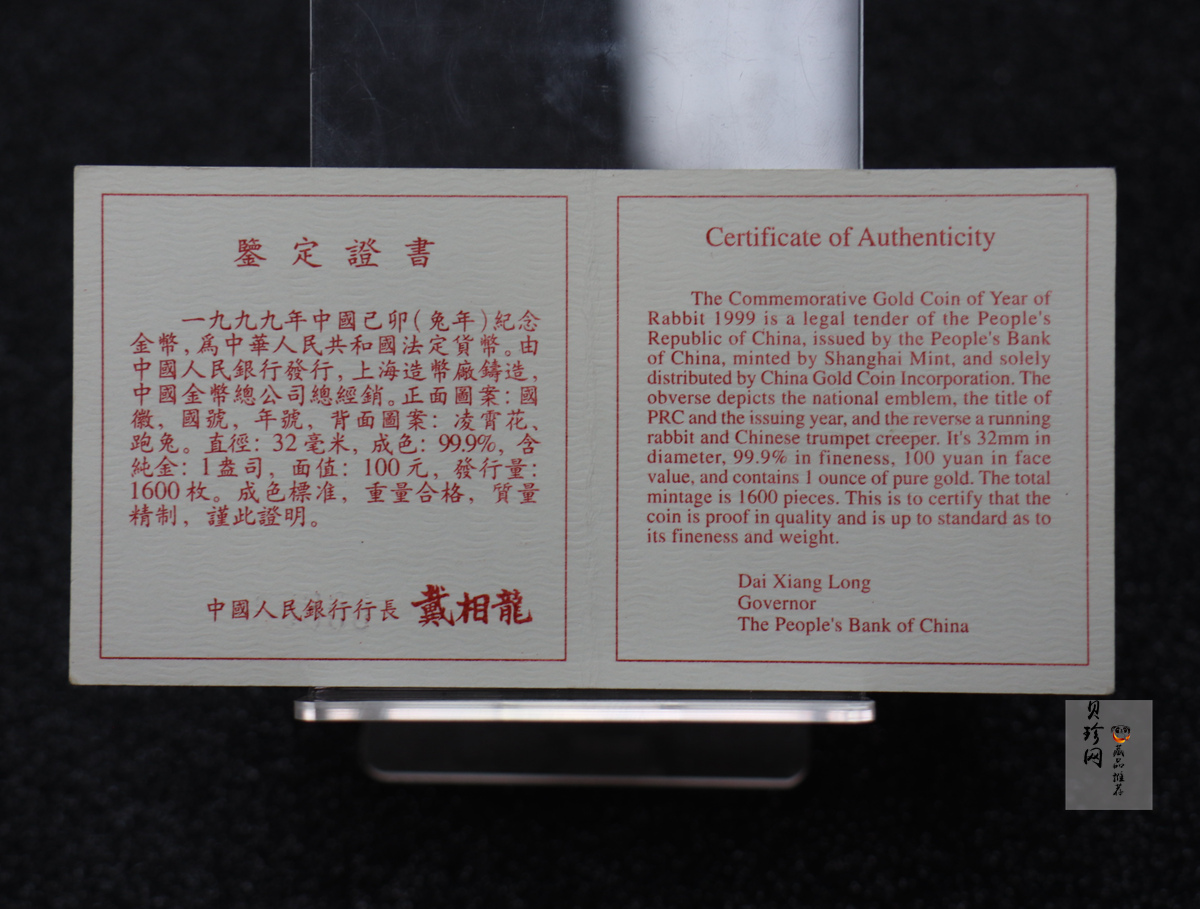 鑒定證書
一九九九年中國己卯(兔年)紀念
金幣,爲中華人民共和國法定貨幣。由
中國人民銀行發行,上海造幣廠鑄造,
中國金幣總公司總經銷。正面圖案:國
徽,國號,年號,背面圖案:凌霄花、
跑兔。直徑:32毫米,成色:99.9%,含
純金:1盎司,面值:100元,發行量:
1600枚。成色標准,重量合格,質量
精制,謹此證明。
中國人民銀行行長 戴相龍
Certificate of Authenticity
The Commemorative Gold Coin of Year of
Rabbit 1999 is a legal tender of the People's
Republic of China, issued by the People's Bank
of China, minted by Shanghai Mint, and solely
distributed by China Gold Coin Incorporation. The
obverse depicts the national emblem, the title of
PRC and the issuing year, and the reverse a running
rabbit and Chinese trumpet creeper. It's 32mm in
diameter, 99.9% in fineness, 100 yuan in face
value, and contains 1 ounce of pure gold. The total
mintage is 1600 pieces. This is to certify that the
coin is proof in quality and is up to standard as to
its fineness and weight.
Dai Xiang Long
Governor
The People's Bank of China
贝珍网
藏品推荐